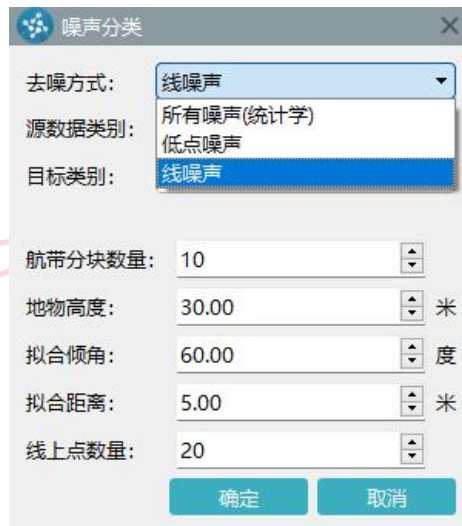 噪声分类
去噪方式： 线噪声
所有噪声(统计学)
源数据类别：
低点噪声
目标类别： 线噪声
航带分块数量： 10
地物高度： 30.00 米
拟合倾角： 60.00 度
拟合距离： 5.00 米
线上点数量： 20
确定 取消